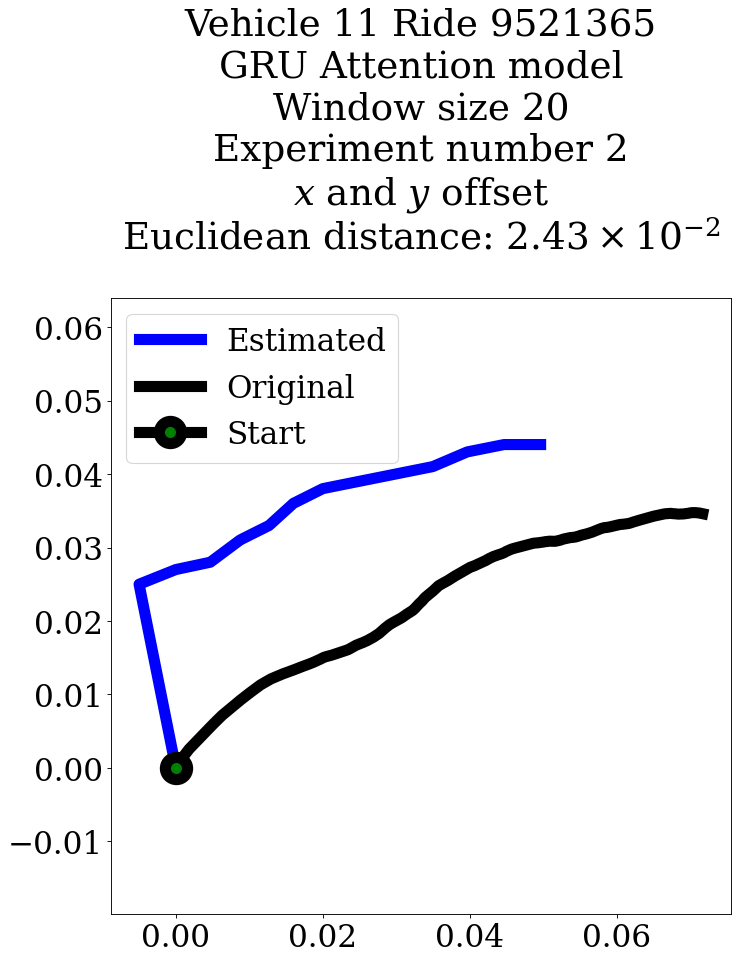 Vehicle 11 Ride 9521365
GRU Attention model
Window size 20
Experiment number 2
x and y offset
Euclidean distance: 2.43 × 10⁻²
Estimated
Original
Start
0.06
0.05
0.04
0.03
0.02
0.01
0.00
−0.01
0.00 0.02 0.04 0.06